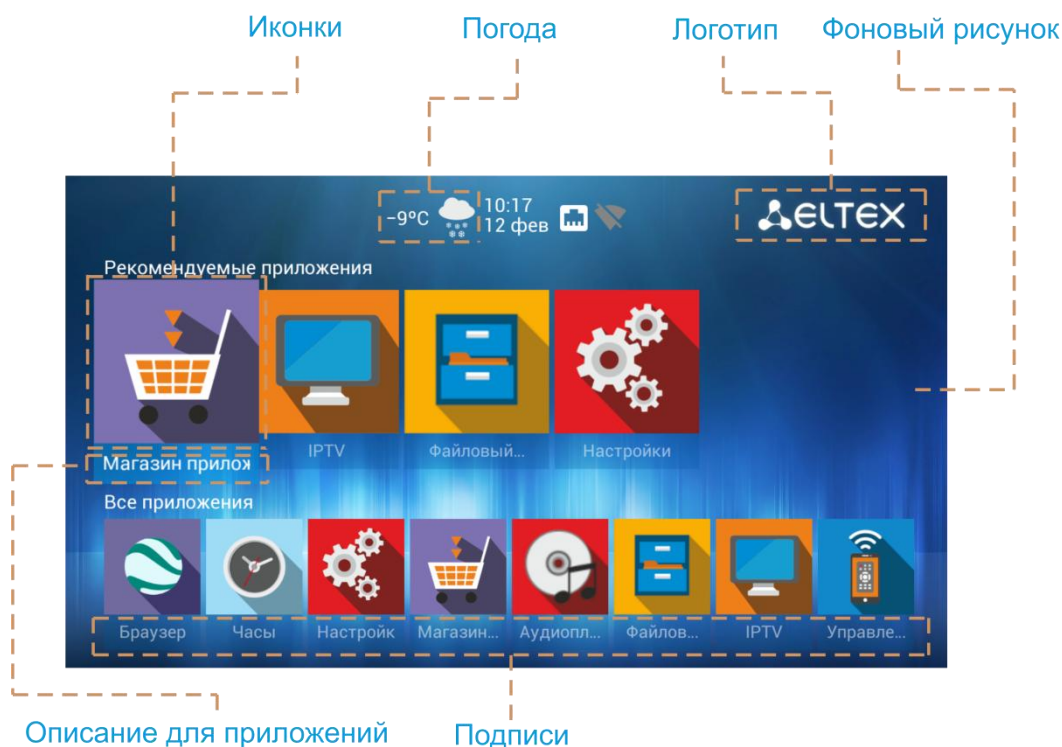 Иконки
Погода
Логотип
Фоновый рисунок
-9°C
10:17
12 фев
ELTEX
Рекомендуемые приложения
Магазин прилож
IPTV
Файловый...
Настройки
Все приложения
Браузер
Часы
Настройк
Магазин...
Аудиопл...
Файлов...
IPTV
Управле...
Описание для приложений
Подписи